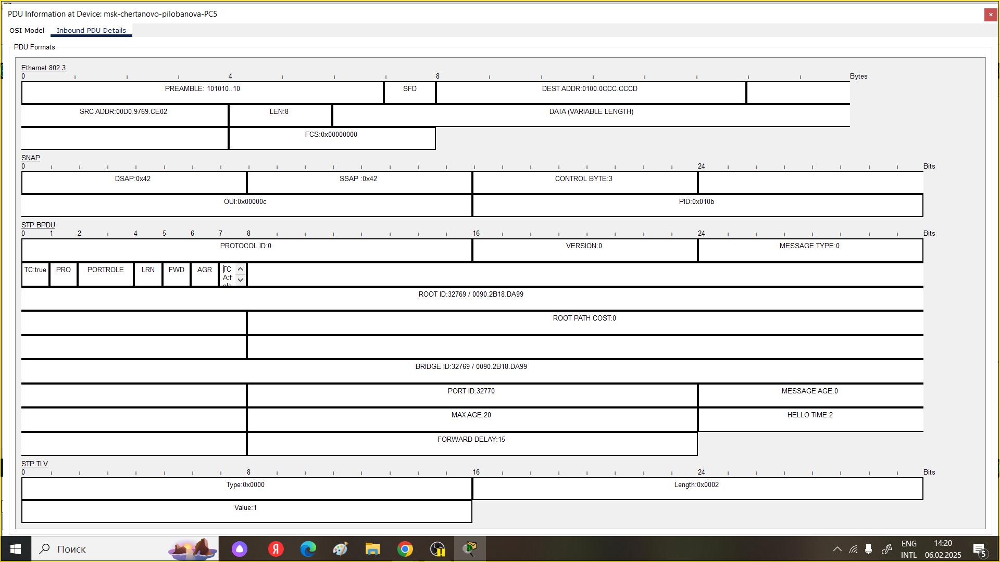 PDU Information at Device: msk-chertanovo-pilobanova-PC5
OSI Model Inbound PDU Details
PDU Formats
Ethernet 802.3
0 4 8 Bytes
PREAMBLE: 101010..10 SFD DEST ADDR:0100.0CCC.CCCD
SRC ADDR:00D0.9769.CE02 LEN:8 DATA (VARIABLE LENGTH)
FCS:0x00000000
SNAP
0 24 Bits
DSAP:0x42 SSAP :0x42 CONTROL BYTE:3
OUI:0x00000c PID:0x010b
STP BPDU
0 1 2 4 5 6 7 8 16 24 Bits
PROTOCOL ID:0 VERSION:0 MESSAGE TYPE:0
TC:true PRO PORTROLE LRN FWD AGR TC
A:f
ROOT ID:32769 / 0090.2B18.DA99
ROOT PATH COST:0
BRIDGE ID:32769 / 0090.2B18.DA99
PORT ID:32770 MESSAGE AGE:0
MAX AGE:20 HELLO TIME:2
FORWARD DELAY:15
STP TLV
0 8 16 24 Bits
Type:0x0000 Length:0x0002
Value:1
Поиск
Я
ENG
INTL
14:20
06.02.2025
5